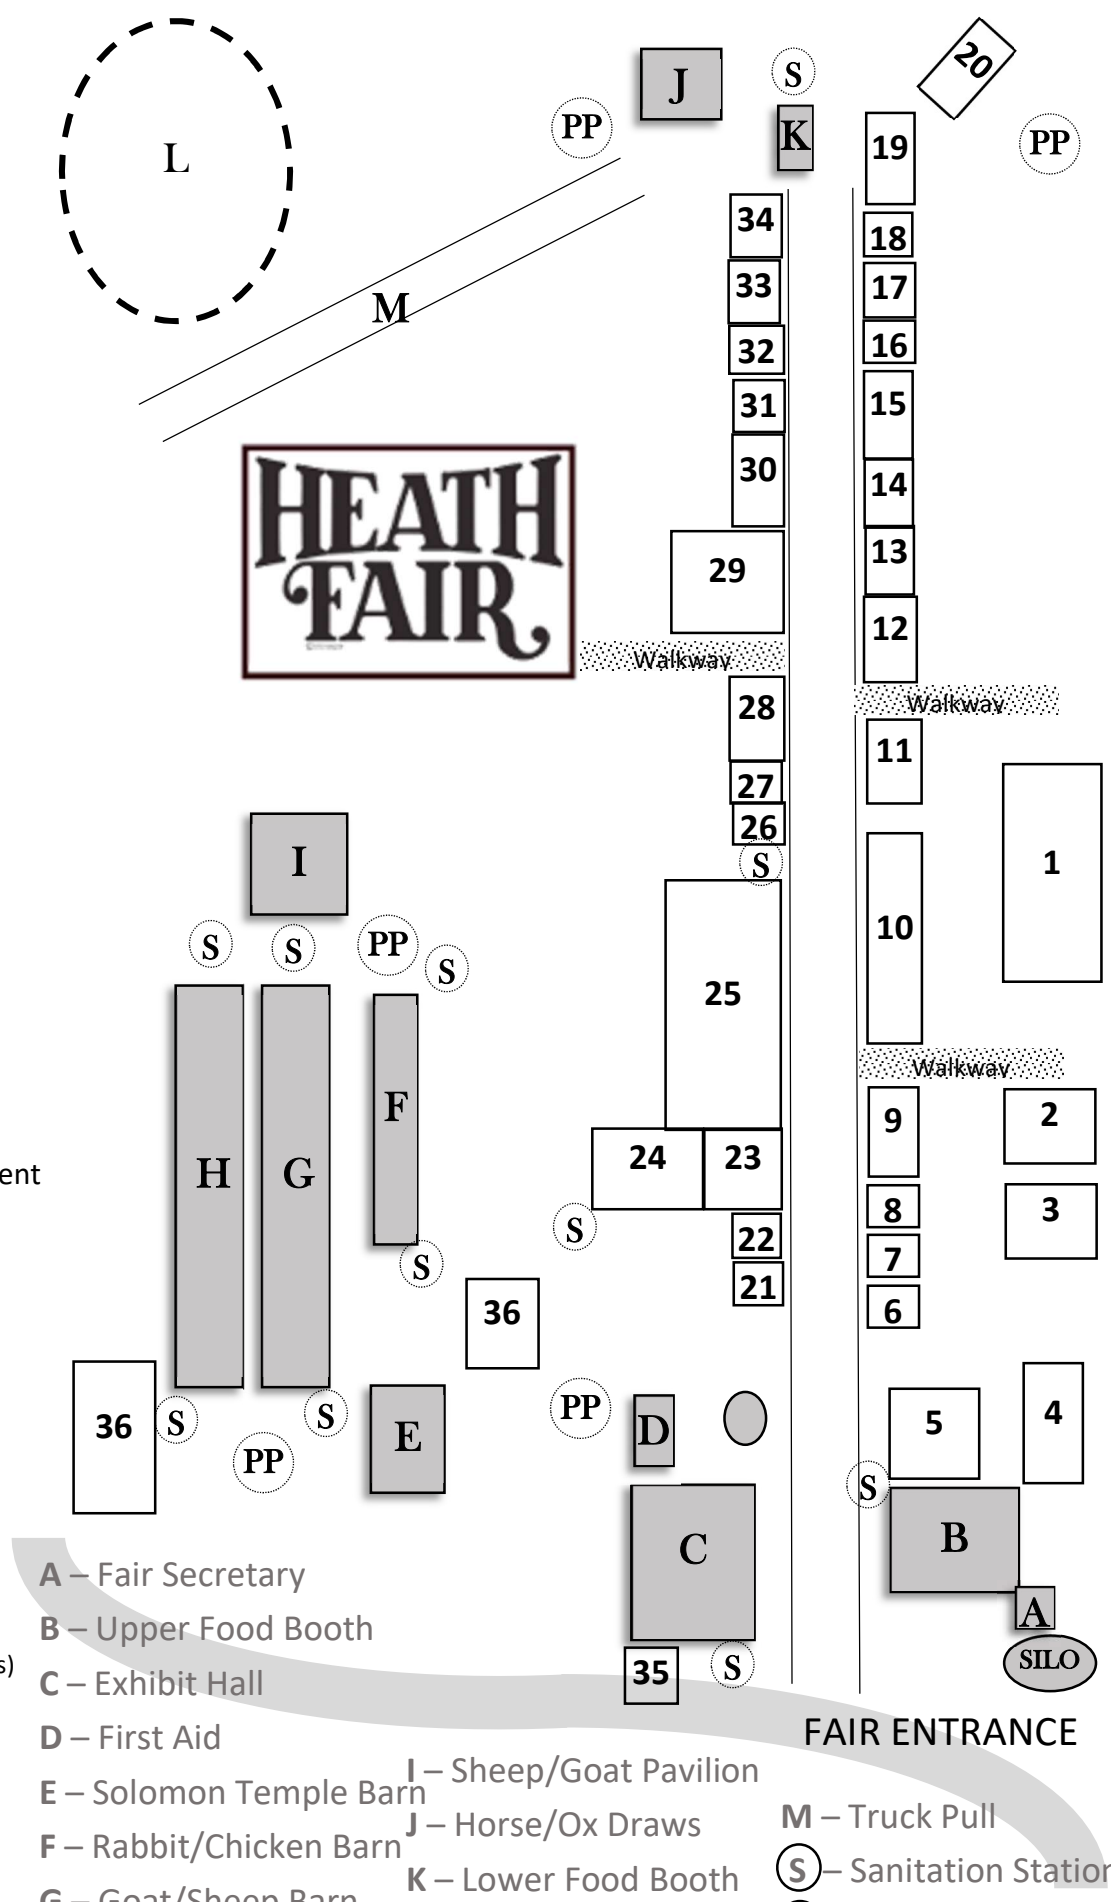 20
J
S
PP
K
19
PP
L
34
18
33
17
M
32
16
31
15
30
14
HEATH
FAIR
29
13
12
Walkway
28
Walkway
11
27
26
S
I
1
10
S
S
PP
S
25
Walkway
F
9
2
H
G
24
23
ent
8
3
S
22
7
S
21
36
6
36
S
S
PP
E
PP
D
5
4
PP
S
C
B
A
s)
35
S
SILO
FAIR ENTRANCE
A – Fair Secretary
B – Upper Food Booth
C – Exhibit Hall
D – First Aid
E – Solomon Temple Barn
F – Rabbit/Chicken Barn
G – Goat/Sheep Barn
I – Sheep/Goat Pavilion
J – Horse/Ox Draws
K – Lower Food Booth
M – Truck Pull
S – Sanitation Station